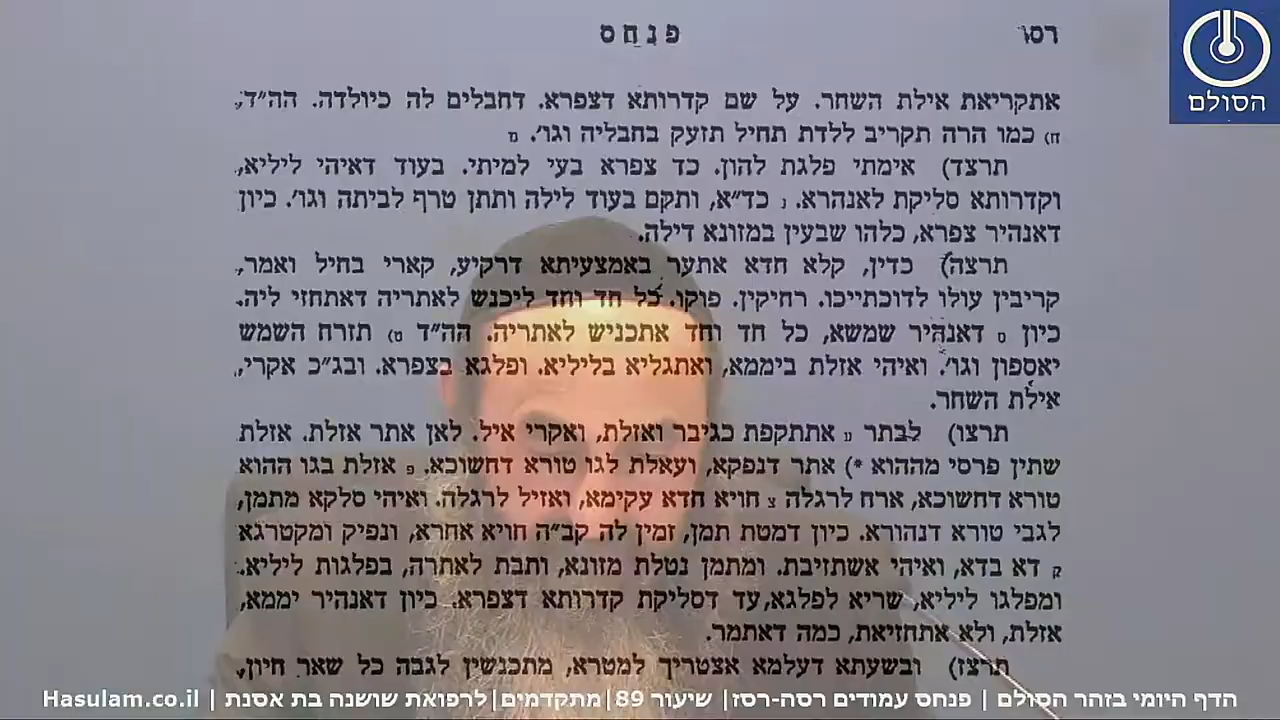 רסו פנחס
הסולם
אתקריאת אילת השחר. על שם קדרותא דצפרא. דחבלים לה כיולדה. הה״ד,
ח) כמו הרה תקריב ללדת תחיל תזעק בחבליה וגו׳. מ
תרצד) אימתי פלגת להון. כד צפרא בעי למיתי. בעוד דאיהי ליליא,
וקדרותא סליקת לאנהרא. נ כד״א, ותקם בעוד לילה ותתן טרף לביתה וגו׳. כיון
דאנהיר צפרא, כלהו שבעין במזונא דילה.
תרצה) כדין, קלא חדא אתער באמצעיתא דרקיע, קארי בחיל ואמר,
קריבין עולו לדוכתייכו. רחיקין. פוקו. כל חד וחד ליכנש לאתריה דאתחזי ליה.
כיון ס דאנהיר שמשא, כל חד וחד אתכניש לאתריה. הה״ד ט) תזרח השמש
יאספון וגו׳. ואיהי אזלת ביממא, ואתגליא בליליא. ופלגא בצפרא. ובג״כ אקרי,
אילת השחר.
תרצו) לבתר ע אתתקפת כגיבר ואזלת, ואקרי איל. לאן אתר אזלת. אזלת
שתין פרסי מההוא *) אתר דנפקא, ועאלת לגו טורא דחשוכא. פ אזלת בגו ההוא
טורא דחשוכא, ארח לרגלה צ חויא חדא עקימא, ואזיל לרגלה. ואיהי סלקא מתמן,
לגבי טורא דנהורא. כיון דמטת תמן, זמין לה קב״ה חויא אחרא, ונפיק ומקטרגא
ק דא בדא, ואיהי אשתזיבת. ומתמן נטלת מזונא, ותבת לאתרה, בפלגות ליליא.
ומפלגו ליליא, שריא לפלגא, עד דסליקת קדרותא דצפרא. כיון דאנהיר יממא,
אזלת, ולא אתחזיאת, כמה דאתמר.
תרצז) ובשעתא דעלמא אצטריך למטרא, מתכנשין לגבה כל שאר חיון,
הדף היומי בזהר הסולם | פנחס עמודים רסה-רסז | שיעור 89 | מתקדמים | לרפואת שושנה בת אסנת | Hasulam.co.il